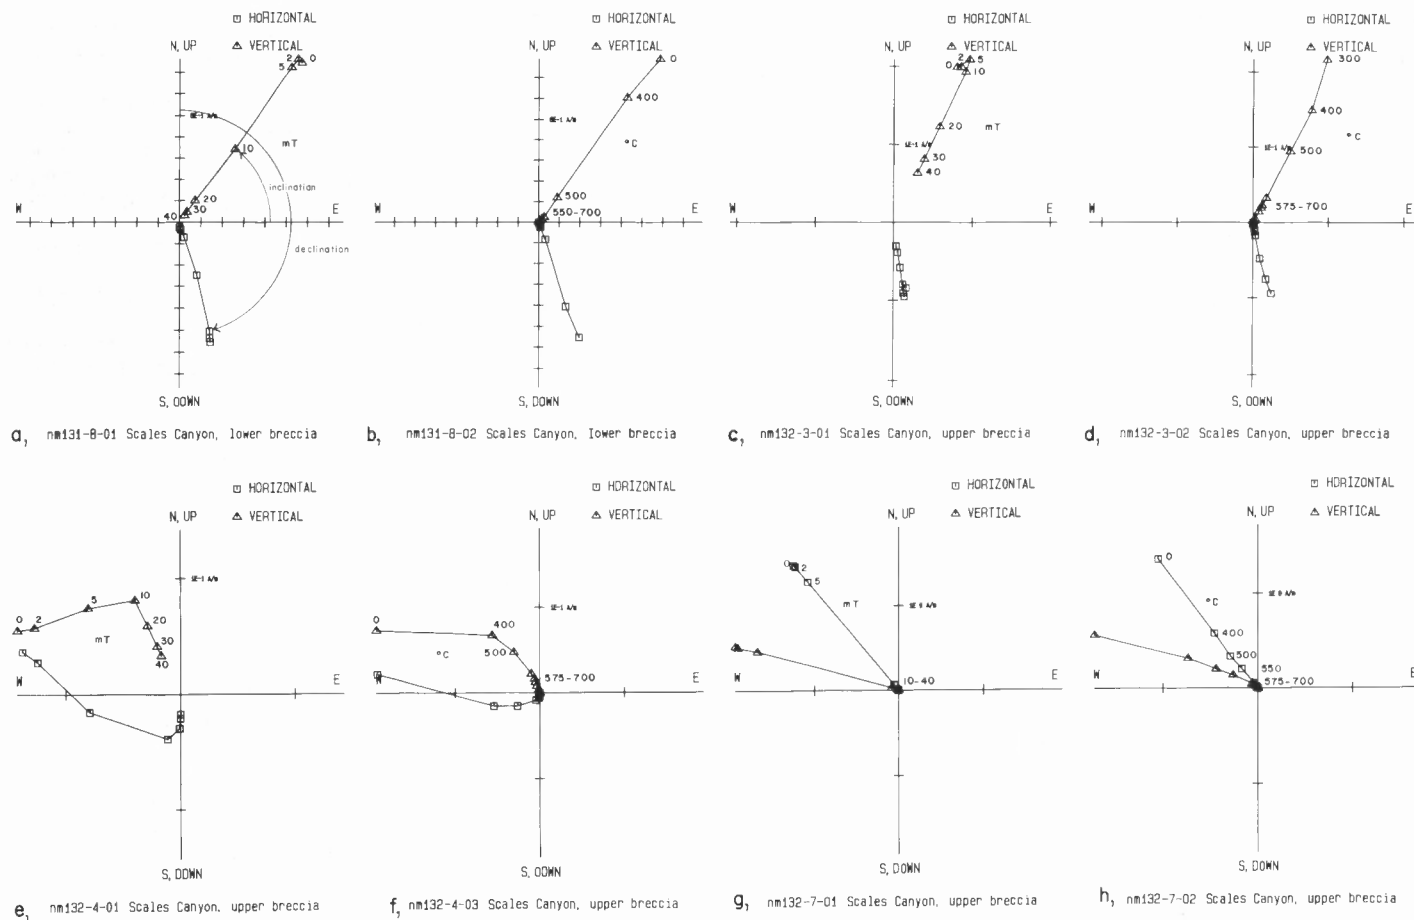 HORIZONTAL
N, UP VERTICAL
2 0
5
mT
10
inclination
20
30
40
W E
declination
S, DOWN
a, nm131-8-01 Scales Canyon, lower breccia
HORIZONTAL
N, UP VERTICAL
0
400
°C
500
550-700
W E
S, DOWN
b, nm131-8-02 Scales Canyon, lower breccia
HORIZONTAL
N, UP VERTICAL
0 2 5
10
20 mT
1E-1 A/m
30
40
W E
S, DOWN
c, nm132-3-01 Scales Canyon, upper breccia
HORIZONTAL
N, UP VERTICAL
300
400
°C
1E-1 A/m 500
575-700
W E
S, DOWN
d, nm132-3-02 Scales Canyon, upper breccia
HORIZONTAL
N, UP VERTICAL
1E-1 A/m
10
5
0 2
20
mT
30
40
W E
S, DOWN
e, nm132-4-01 Scales Canyon, upper breccia
HORIZONTAL
N, UP VERTICAL
1E-1 A/m
0
400
°C 500
575-700
W E
S, DOWN
f, nm132-4-03 Scales Canyon, upper breccia
HORIZONTAL
N, UP VERTICAL
0 2
5
mT 1E 0 A/m
10-40
W E
S, DOWN
g, nm132-7-01 Scales Canyon, upper breccia
HORIZONTAL
N, UP VERTICAL
0
°C 1E 0 A/m
400
500
550
575-700
W E
S, DOWN
h, nm132-7-02 Scales Canyon, upper breccia